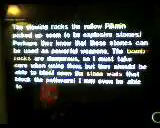 The glowing rocks the yellow Pikmin
picked up seem to be explosive stones!
Perhaps they know that these stones can
be used as powerful weapons. The bomb
rocks are dangerous, so I must take
care when using them, but they should be
able to blast open the stone walls that
block the pathways! I may even be able
to